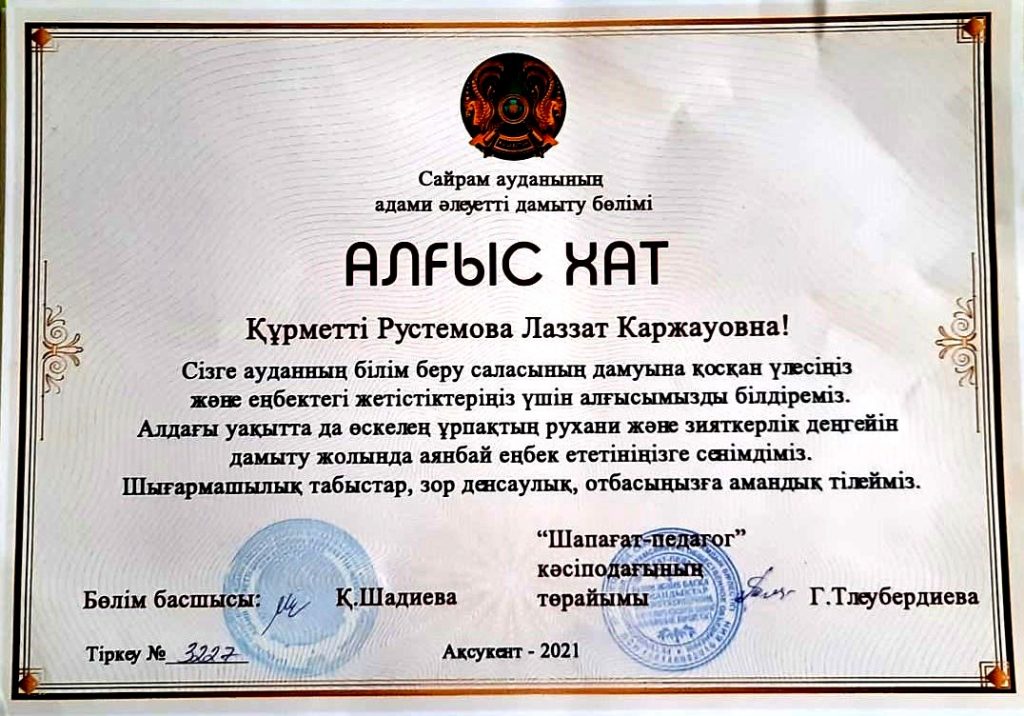 Сайрам ауданының
адами әлеуетті дамыту бөлімі
АЛҒЫС ХАТ
Құрметті Рустемова Лаззат Каржауовна!
Сізге ауданның білім беру саласының дамуына қосқан үлесіңіз
және еңбектегі жетістіктеріңіз үшін алғысымызды білдіреміз.
Алдағы уақытта да өскелең ұрпақтың рухани және зияткерлік деңгейін
дамыту жолында аянбай еңбек ететініңізге сенімдіміз.
Шығармашылық табыстар, зор денсаулық, отбасыңызға амандық тілейміз.
Бөлім басшысы: Қ.Шадиева
“Шапағат-педагог”
кәсіподағының
төрайымы Г.Тлеубердиева
Тіркеу № 3227
Ақсукент - 2021